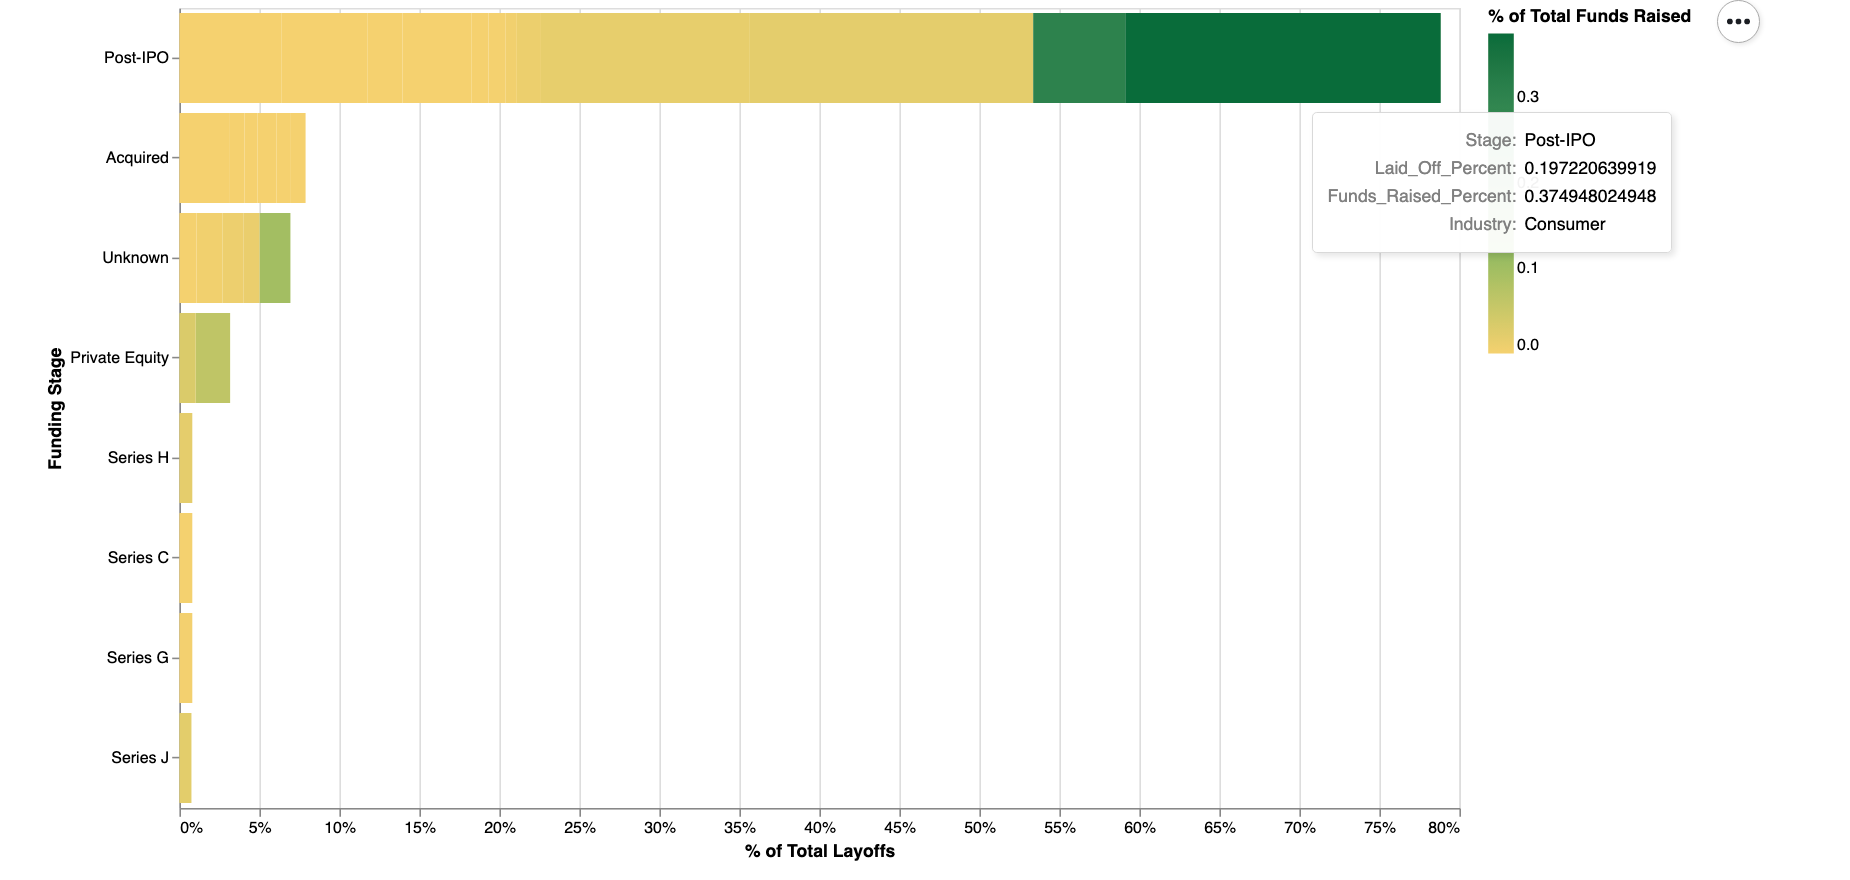 % of Total Funds Raised
Post-IPO
0.3
Stage: Post-IPO
Acquired
Laid_Off_Percent: 0.197220639919
Funds_Raised_Percent: 0.374948024948
Industry: Consumer
Unknown
0.1
0.0
Private Equity
Funding Stage
Series H
Series C
Series G
Series J
0% 5% 10% 15% 20% 25% 30% 35% 40% 45% 50% 55% 60% 65% 70% 75% 80%
% of Total Layoffs